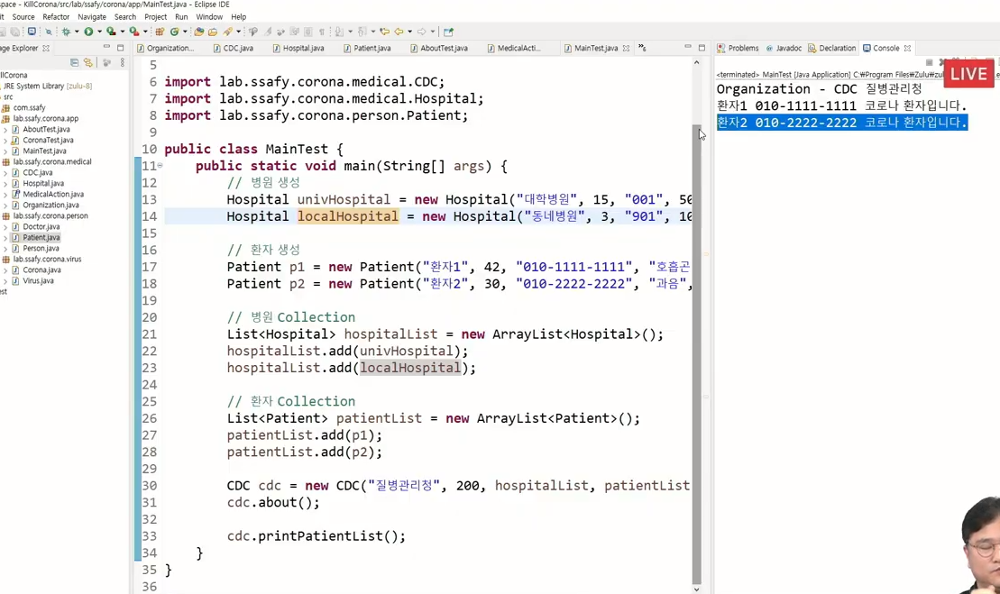 space - KillCorona/src/lab/ssafy/corona/app/MainTest.java - Eclipse IDE
it Source Refactor Navigate Search Project Run Window Help
age Explorer
Organization...
CDC.java
Hospital.java
Patient.java
AboutTest.java
MedicalActi...
MainTest.java
Problems
Javadoc
Declaration
Console
illCorona
JRE System Library [zulu-8]
src
com.ssafy
lab.ssafy.corona.app
AboutTest.java
CoronaTest.java
MainTest.java
lab.ssafy.corona.medical
CDC.java
Hospital.java
MedicalAction.java
Organization.java
lab.ssafy.corona.person
Doctor.java
Patient.java
Person.java
lab.ssafy.corona.virus
Corona.java
Virus.java
est
5
6 import lab.ssafy.corona.medical.CDC;
7 import lab.ssafy.corona.medical.Hospital;
8 import lab.ssafy.corona.person.Patient;
9
10 public class MainTest {
11 public static void main(String[] args) {
12 // 병원 생성
13 Hospital univHospital = new Hospital("대학병원", 15, "001", 50
14 Hospital localHospital = new Hospital("동네병원", 3, "901", 10
15
16 // 환자 생성
17 Patient p1 = new Patient("환자1", 42, "010-1111-1111", "호흡곤
18 Patient p2 = new Patient("환자2", 30, "010-2222-2222", "과음",
19
20 // 병원 Collection
21 List<Hospital> hospitalList = new ArrayList<Hospital>();
22 hospitalList.add(univHospital);
23 hospitalList.add(localHospital);
24
25 // 환자 Collection
26 List<Patient> patientList = new ArrayList<Patient>();
27 patientList.add(p1);
28 patientList.add(p2);
29
30 CDC cdc = new CDC("질병관리청", 200, hospitalList, patientList
31 cdc.about();
32
33 cdc.printPatientList();
34 }
35 }
36
<terminated> MainTest [Java Application] C:₩Program Files₩Zulu₩zul
LIVE
Organization - CDC 질병관리청
환자1 010-1111-1111 코로나 환자입니다.
환자2 010-2222-2222 코로나 환자입니다.